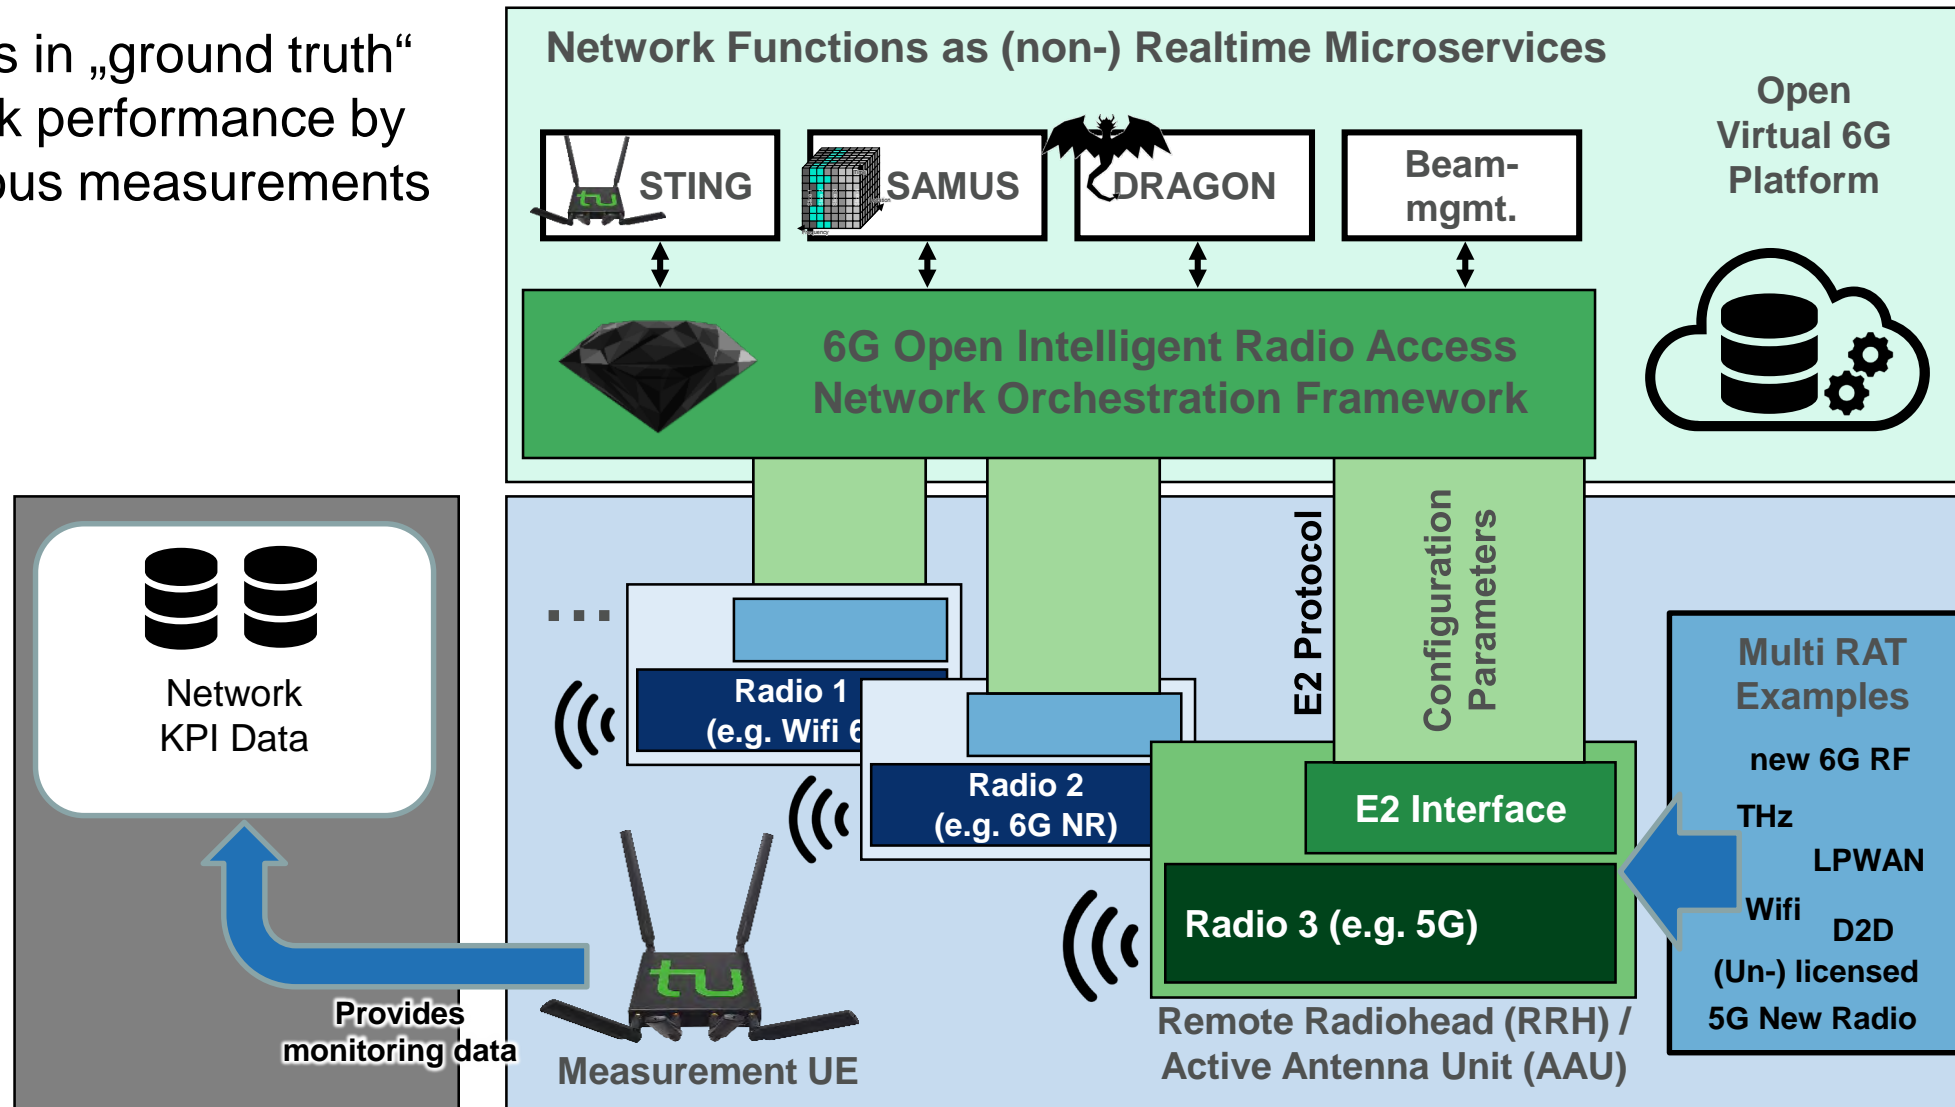 s in „ground truth“
k performance by
ous measurements
Network Functions as (non-) Realtime Microservices
Open
Virtual 6G
Platform
STING
SAMUS
DRAGON
Beam-
mgmt.
6G Open Intelligent Radio Access
Network Orchestration Framework
E2 Protocol
Configuration
Parameters
...
Network
KPI Data
Radio 1
(e.g. Wifi 6
Radio 2
(e.g. 6G NR)
E2 Interface
Radio 3 (e.g. 5G)
Multi RAT
Examples
new 6G RF
THz
LPWAN
Wifi
D2D
(Un-) licensed
5G New Radio
tu
Provides
monitoring data
Measurement UE
Remote Radiohead (RRH) /
Active Antenna Unit (AAU)